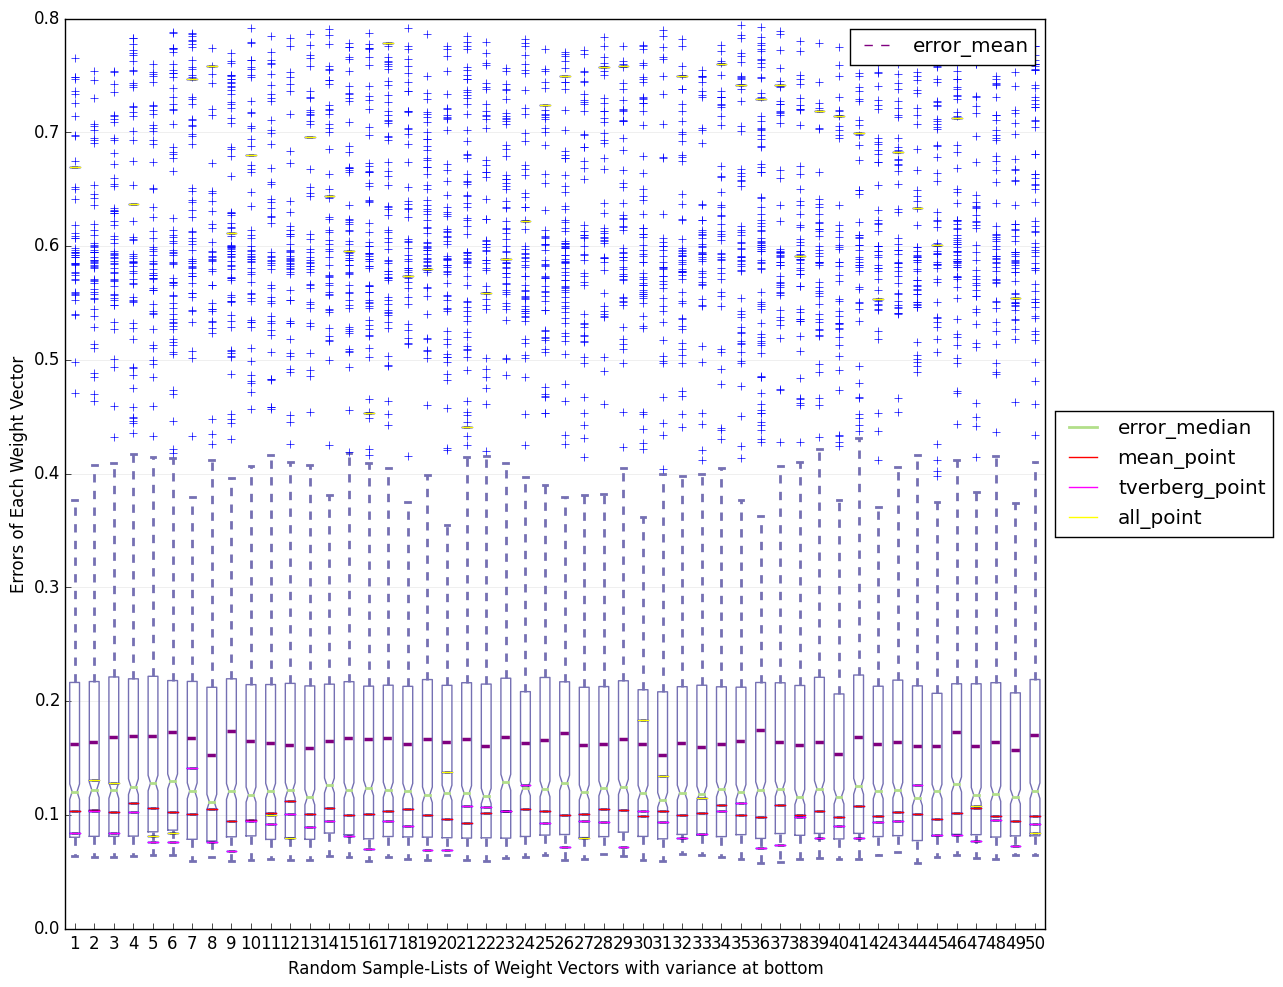 0.8
0.7
0.6
0.5
0.4
0.3
0.2
0.1
0.0
Errors of Each Weight Vector
error_mean
error_median
mean_point
tverberg_point
all_point
1 2 3 4 5 6 7 8 9 10 11 12 13 14 15 16 17 18 19 20 21 22 23 24 25 26 27 28 29 30 31 32 33 34 35 36 37 38 39 40 41 42 43 44 45 46 47 48 49 50
Random Sample-Lists of Weight Vectors with variance at bottom